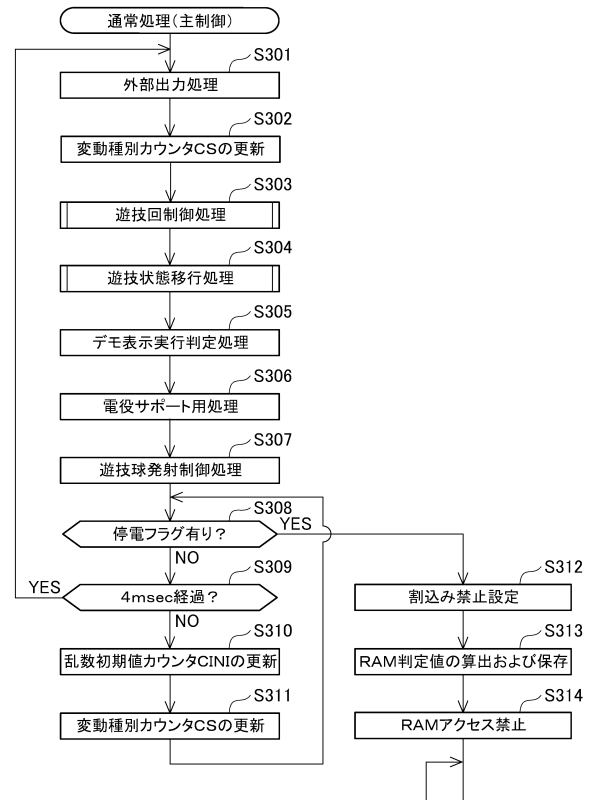 通常処理（主制御）
S301
外部出力処理
S302
変動種別カウンタCSの更新
S303
遊技回制御処理
S304
遊技状態移行処理
S305
デモ表示実行判定処理
S306
電役サポート用処理
S307
遊技球発射制御処理
S308
停電フラグ有り？
YES
NO
S309
YES
4msec経過？
NO
S310
乱数初期値カウンタCINIの更新
S311
変動種別カウンタCSの更新
S312
割込み禁止設定
S313
RAM判定値の算出および保存
S314
RAMアクセス禁止